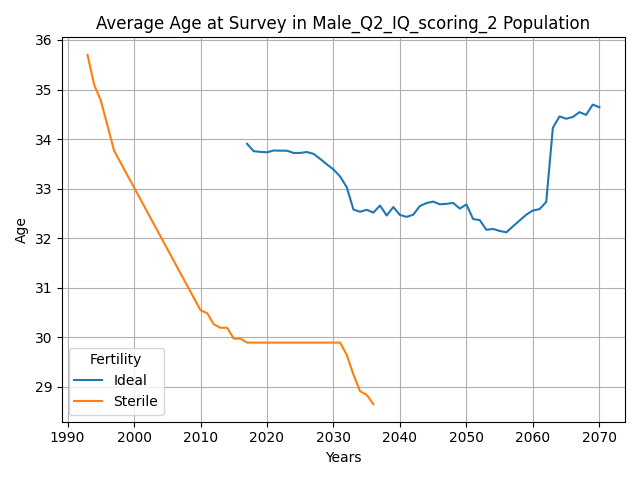 Average Age at Survey in Male_Q2_IQ_scoring_2 Population
36
35
34
33
32
31
30
29
Age
Fertility
Ideal
Sterile
1990 2000 2010 2020 2030 2040 2050 2060 2070
Years